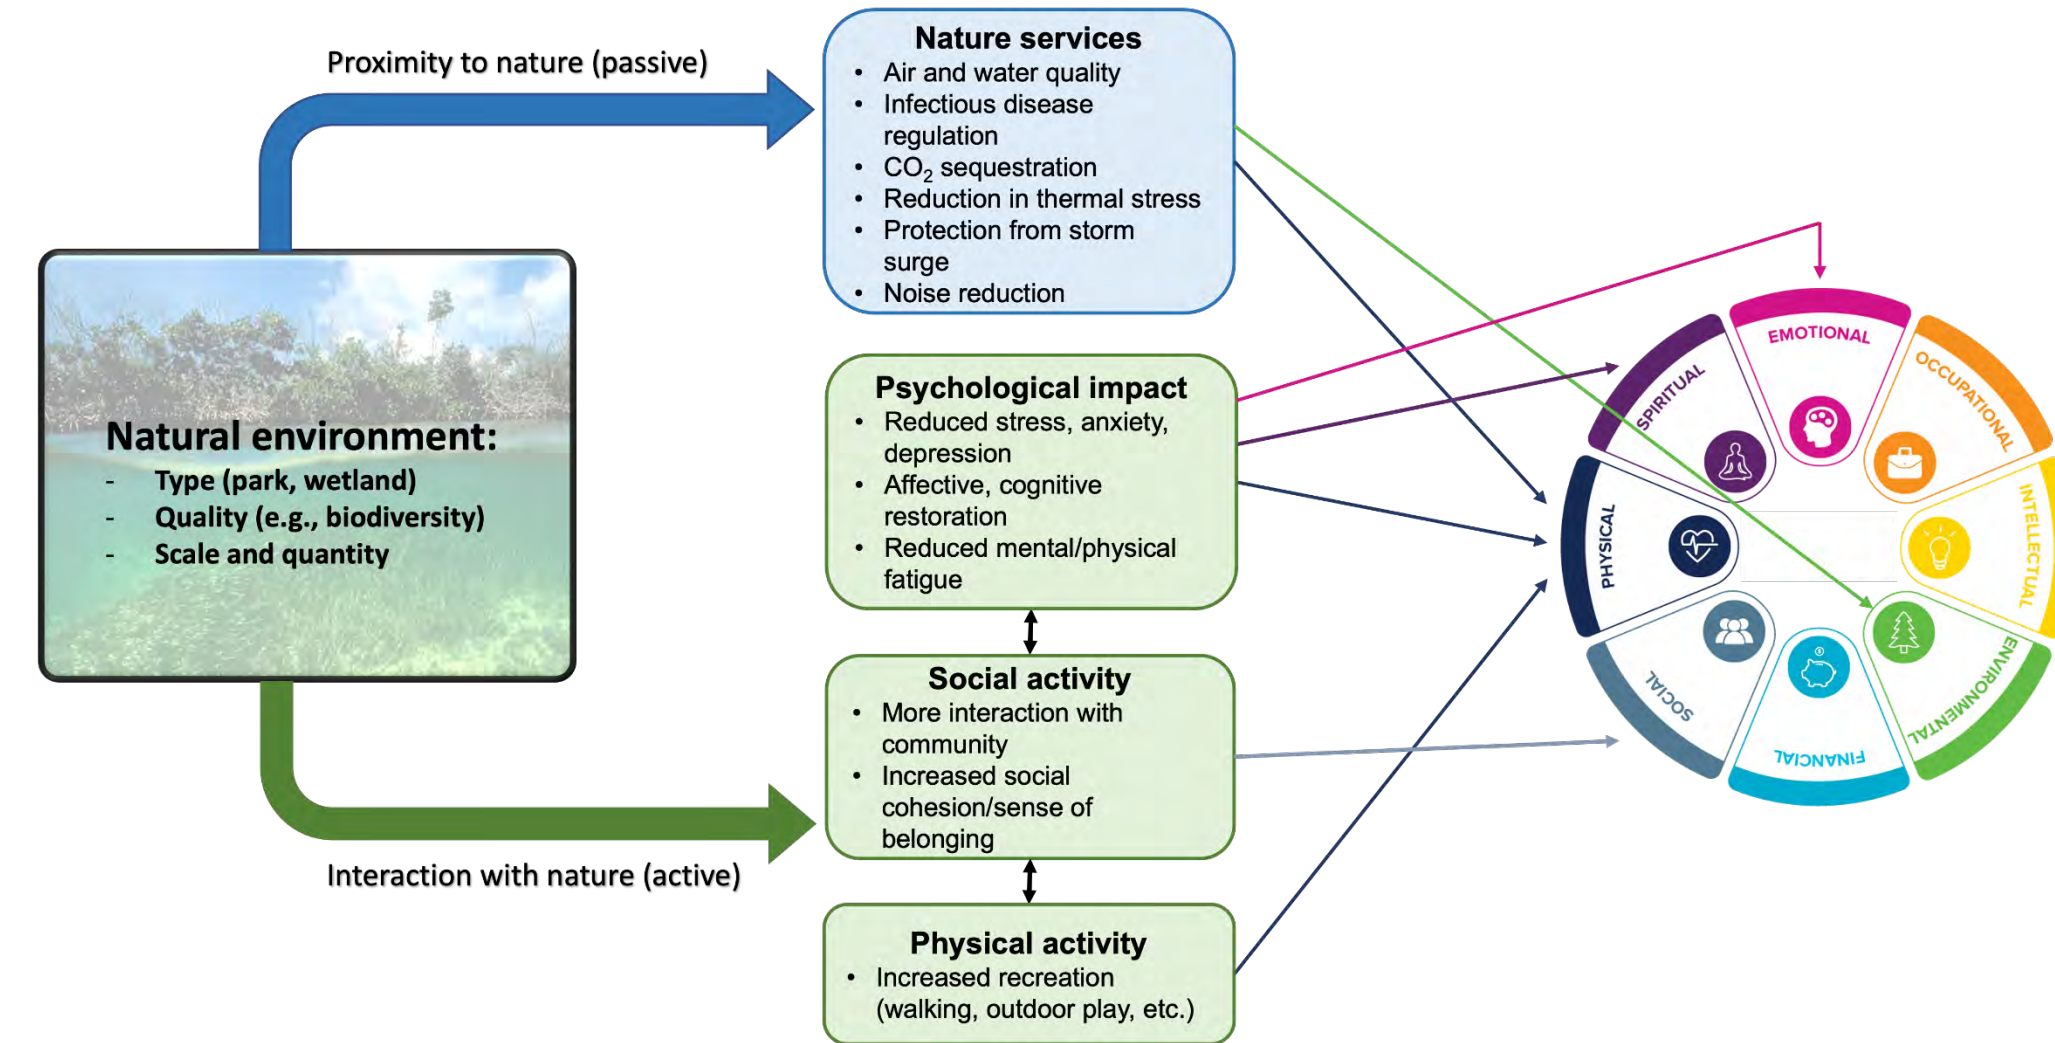 Proximity to nature (passive)
Natural environment:
- Type (park, wetland)
- Quality (e.g., biodiversity)
- Scale and quantity
Interaction with nature (active)
Nature services
• Air and water quality
• Infectious disease
regulation
• CO₂ sequestration
• Reduction in thermal stress
• Protection from storm
surge
• Noise reduction
Psychological impact
• Reduced stress, anxiety,
depression
• Affective, cognitive
restoration
• Reduced mental/physical
fatigue
Social activity
• More interaction with
community
• Increased social
cohesion/sense of
belonging
Physical activity
• Increased recreation
(walking, outdoor play, etc.)
EMOTIONAL
OCCUPATIONAL
INTELLECTUAL
ENVIRONMENTAL
FINANCIAL
$
SOCIAL
PHYSICAL
SPIRITUAL